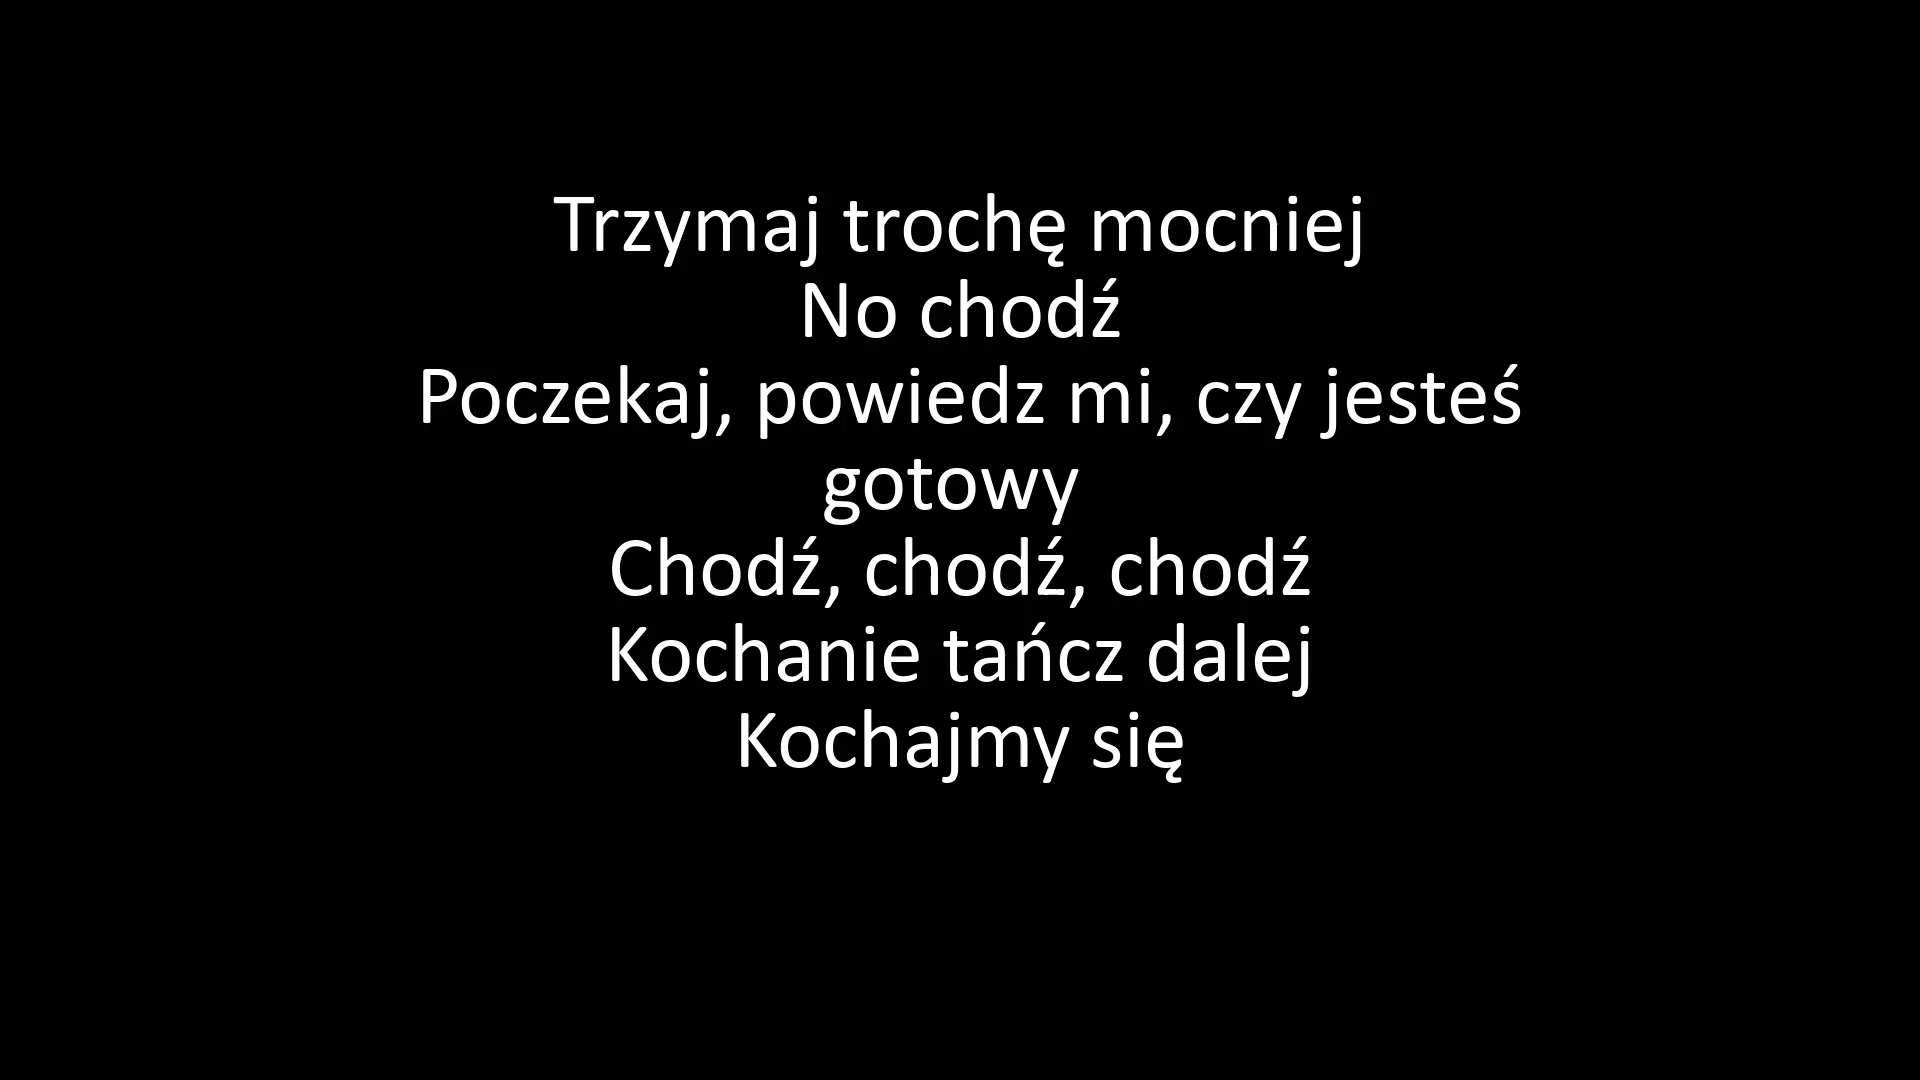 Trzymaj trochę mocniej
No chodź
Poczekaj, powiedz mi, czy jesteś
gotowy
Chodź, chodź, chodź
Kochanie tańcz dalej
Kochajmy się